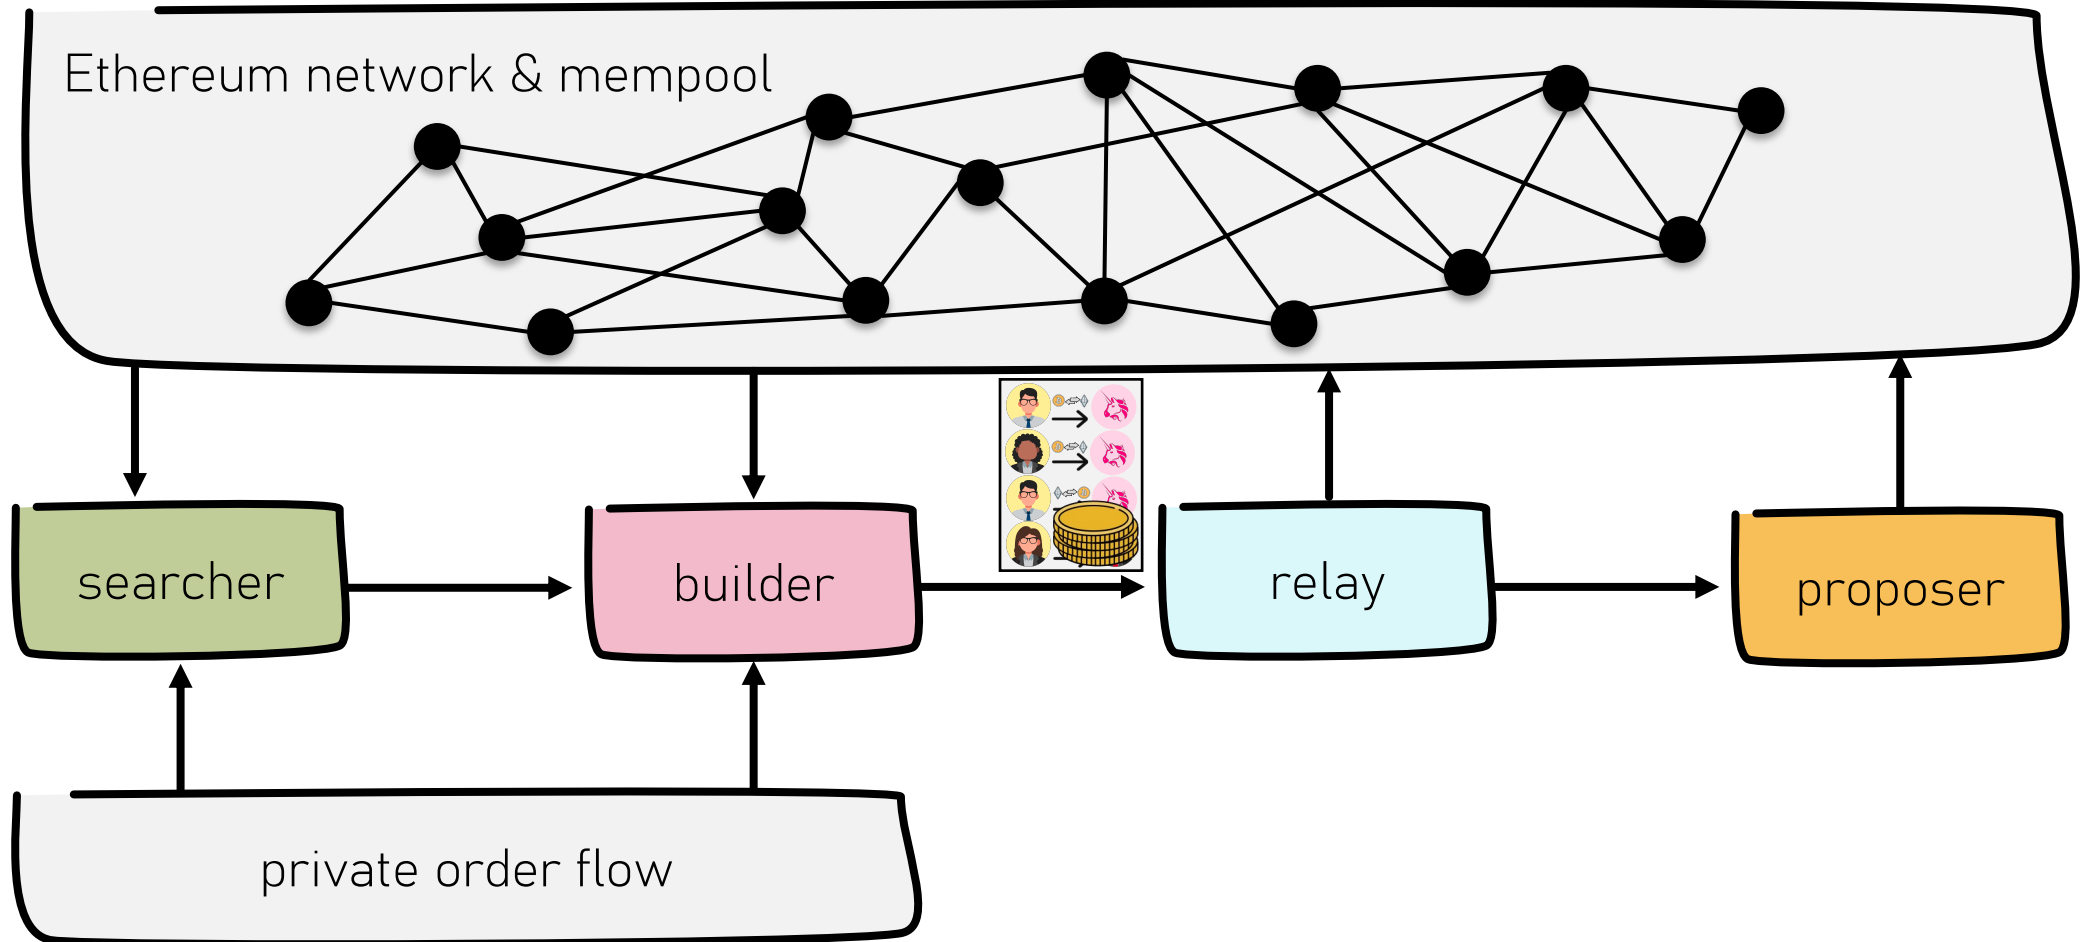 Ethereum network & mempool
searcher
builder
relay
proposer
private order flow